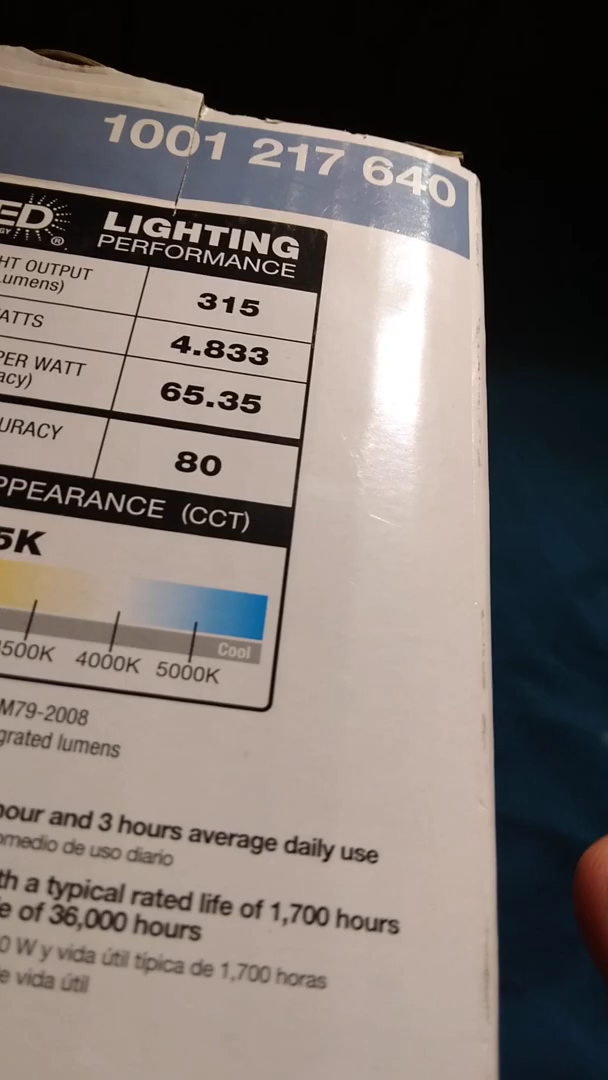 1001 217 640
ED
®
LIGHTING
PERFORMANCE
HT OUTPUT
umens)
315
ATTS
4.833
PER WATT
acy)
65.35
URACY
80
PPEARANCE (CCT)
5K
3500K 4000K 5000K
Cool
M79-2008
grated lumens
hour and 3 hours average daily use
omedio de uso diario
th a typical rated life of 1,700 hours
e of 36,000 hours
0 W y vida útil típica de 1,700 horas
e vida útil